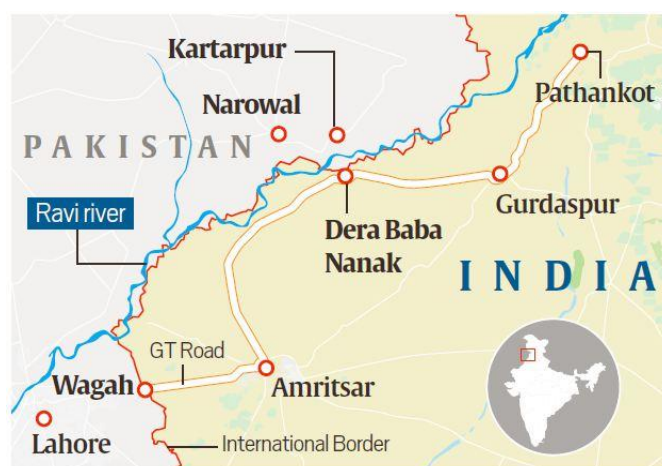 Kartarpur
Pathankot
Narowal
PAKISTAN
Ravi river
Gurdaspur
Dera Baba
Nanak
INDIA
GT Road
Wagah
Amritsar
Lahore
International Border